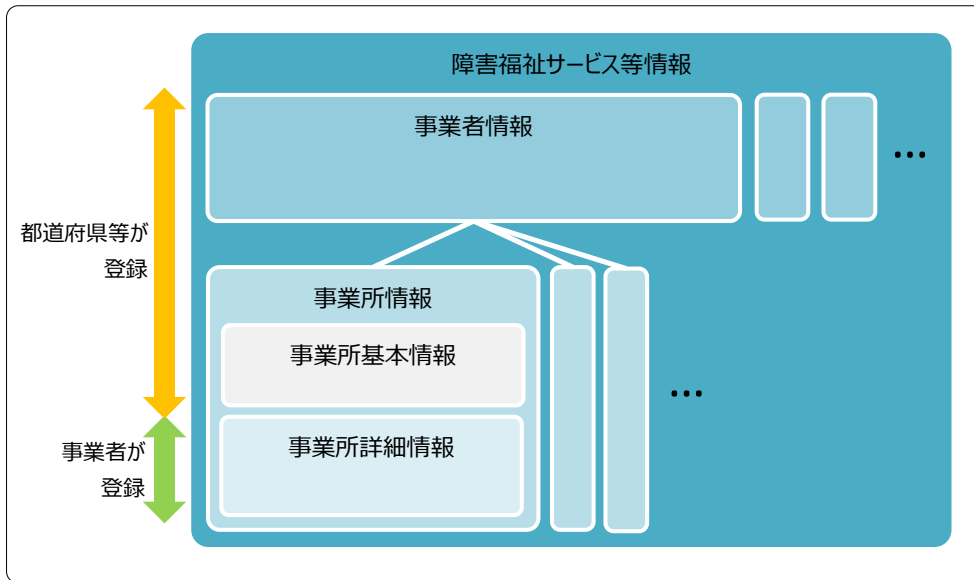 障害福祉サービス等情報
事業者情報
…
都道府県等が
登録
事業所情報
事業所基本情報
…
事業者が
登録
事業所詳細情報